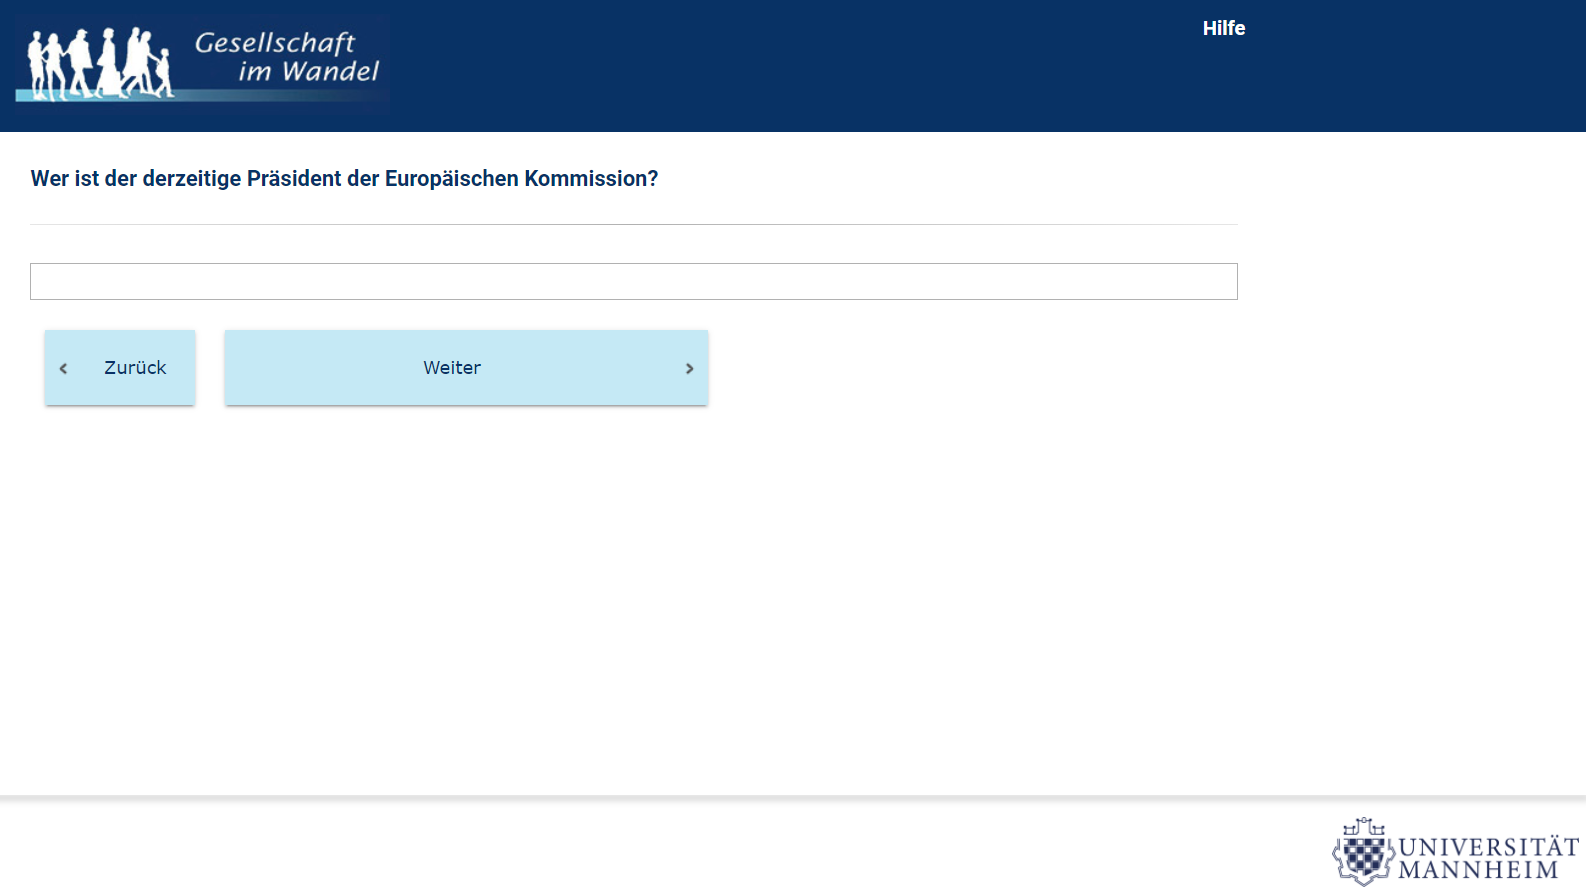 Gesellschaft
im Wandel
Hilfe
Wer ist der derzeitige Präsident der Europäischen Kommission?
Zurück
Weiter
UNIVERSITÄT
MANNHEIM